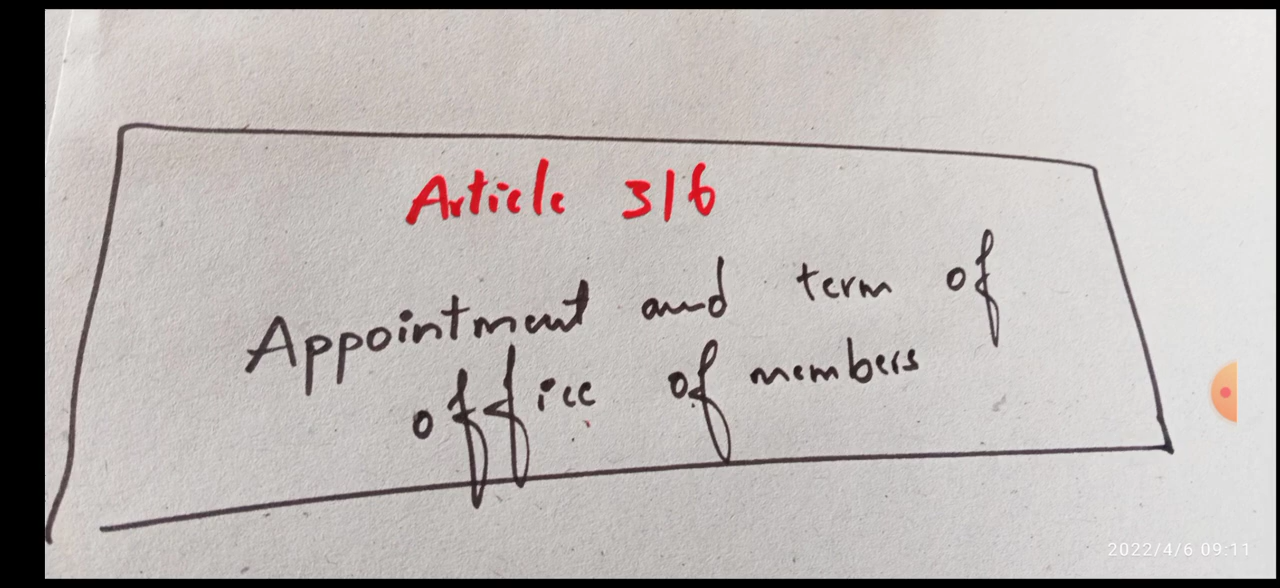 Article 316
Appointment and term of
office of members
2022/4/6 09:11